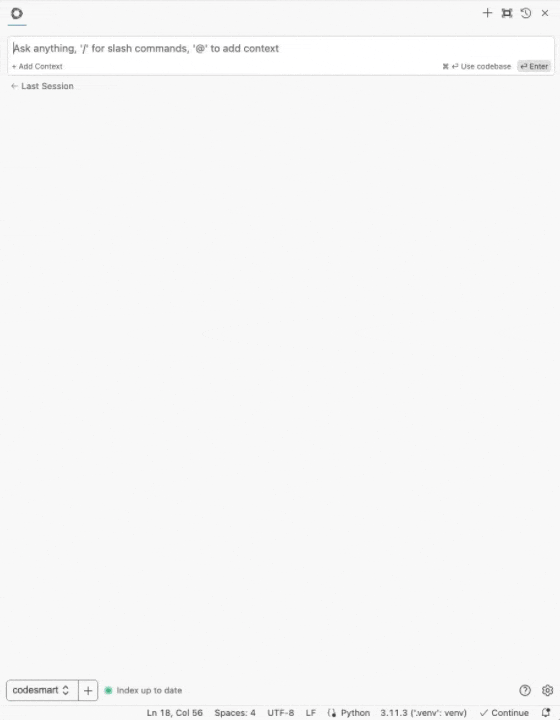 Ask anything, '/' for slash commands, '@' to add context
+ Add Context ⌘ ⏎ Use codebase ⏎ Enter
← Last Session
codesmart + Index up to date
Ln 18, Col 56 Spaces: 4 UTF-8 LF Python 3.11.3 ('.venv': venv) ✓ Continue